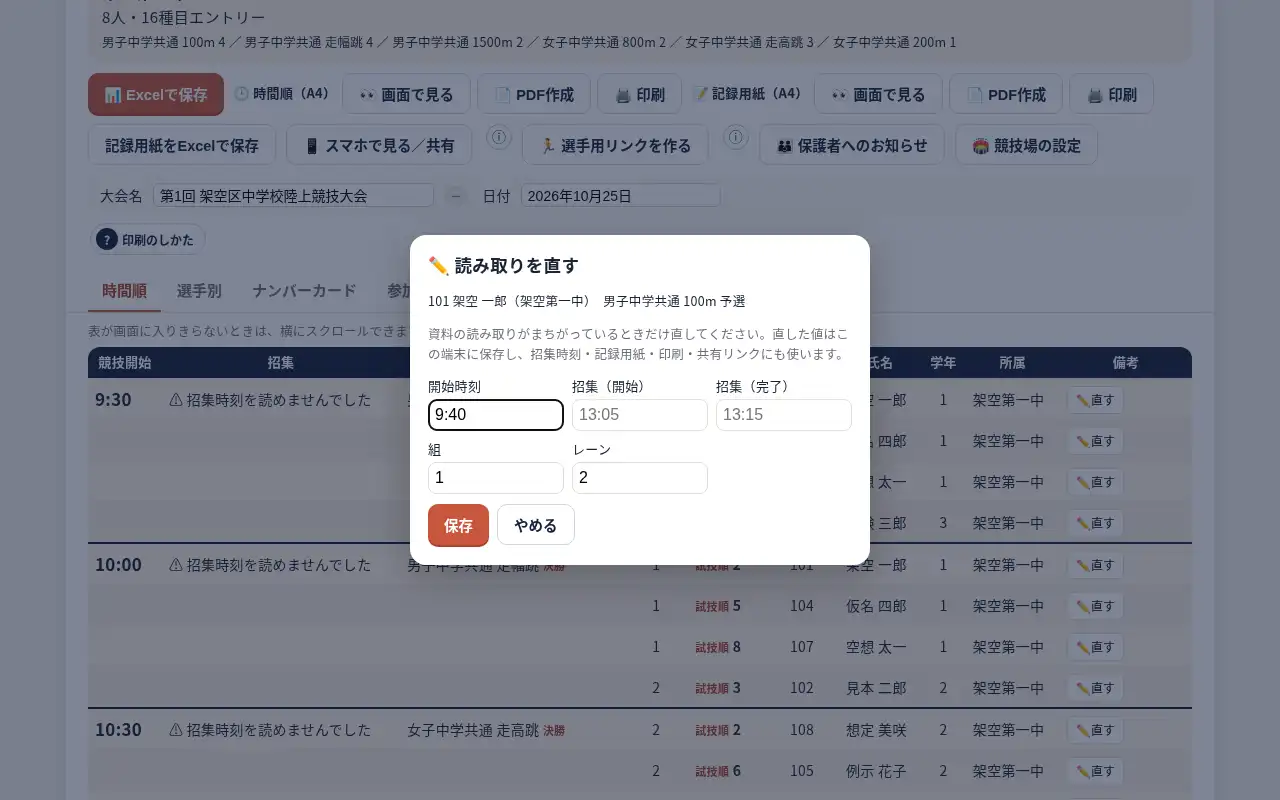 8人・16種目エントリー
男子中学共通 100m 4 ／ 男子中学共通 走幅跳 4 ／ 男子中学共通 1500m 2 ／ 女子中学共通 800m 2 ／ 女子中学共通 走高跳 3 ／ 女子中学共通 200m 1
📊 Excelで保存 🕒 時間順（A4） 👀 画面で見る 📄 PDF作成 🖨 印刷 📝 記録用紙（A4） 👀 画面で見る 📄 PDF作成 🖨 印刷
記録用紙をExcelで保存 📱 スマホで見る／共有 ⓘ 🏃 選手用リンクを作る ⓘ 👪 保護者へのお知らせ 🏟 競技場の設定
大会名 第1回 架空区中学校陸上競技大会 － 日付 2026年10月25日
? 印刷のしかた
時間順 選手別 ナンバーカード 参加
表が画面に入りきらないときは、横にスクロールできま
競技開始 招集 氏名 学年 所属 備考
✏️ 読み取りを直す
101 架空 一郎（架空第一中） 男子中学共通 100m 予選
資料の読み取りがまちがっているときだけ直してください。直した値はこ
の端末に保存し、招集時刻・記録用紙・印刷・共有リンクにも使います。
開始時刻 招集（開始） 招集（完了）
9:40 13:05 13:15
組 レーン
1 2
保存 やめる
9:30 ⚠ 招集時刻を読めませんでした 一郎 1 架空第一中 ✏️直す
四郎 1 架空第一中 ✏️直す
太一 1 架空第一中 ✏️直す
三郎 3 架空第一中 ✏️直す
10:00 ⚠ 招集時刻を読めませんでした 男子中学共通 走幅跳 決勝 1 試技順 2 101 架空 一郎 1 架空第一中 ✏️直す
1 試技順 5 104 仮名 四郎 1 架空第一中 ✏️直す
1 試技順 8 107 空想 太一 1 架空第一中 ✏️直す
2 試技順 3 102 見本 二郎 2 架空第一中 ✏️直す
10:30 ⚠ 招集時刻を読めませんでした 女子中学共通 走高跳 決勝 2 試技順 2 108 想定 美咲 2 架空第一中 ✏️直す
2 試技順 6 105 例示 花子 2 架空第一中 ✏️直す